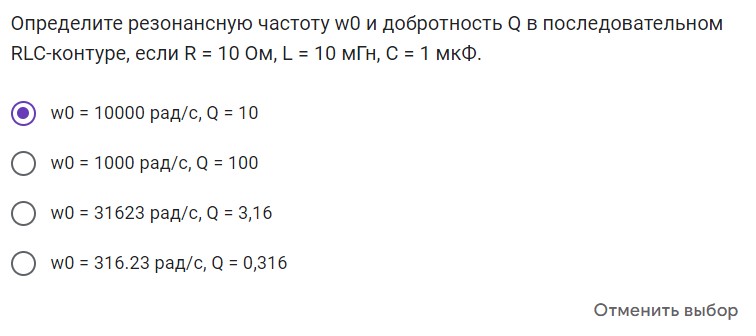 Определите резонансную частоту w0 и добротность Q в последовательном
RLC-контуре, если R = 10 Ом, L = 10 мГн, C = 1 мкФ.
w0 = 10000 рад/с, Q = 10
w0 = 1000 рад/с, Q = 100
w0 = 31623 рад/с, Q = 3,16
w0 = 316.23 рад/с, Q = 0,316
Отменить выбор